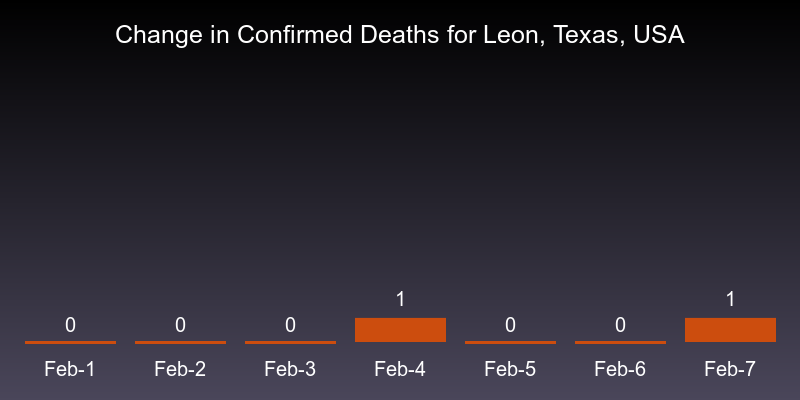 Change in Confirmed Deaths for Leon, Texas, USA
0 0 0 1 0 0 1
Feb-1 Feb-2 Feb-3 Feb-4 Feb-5 Feb-6 Feb-7